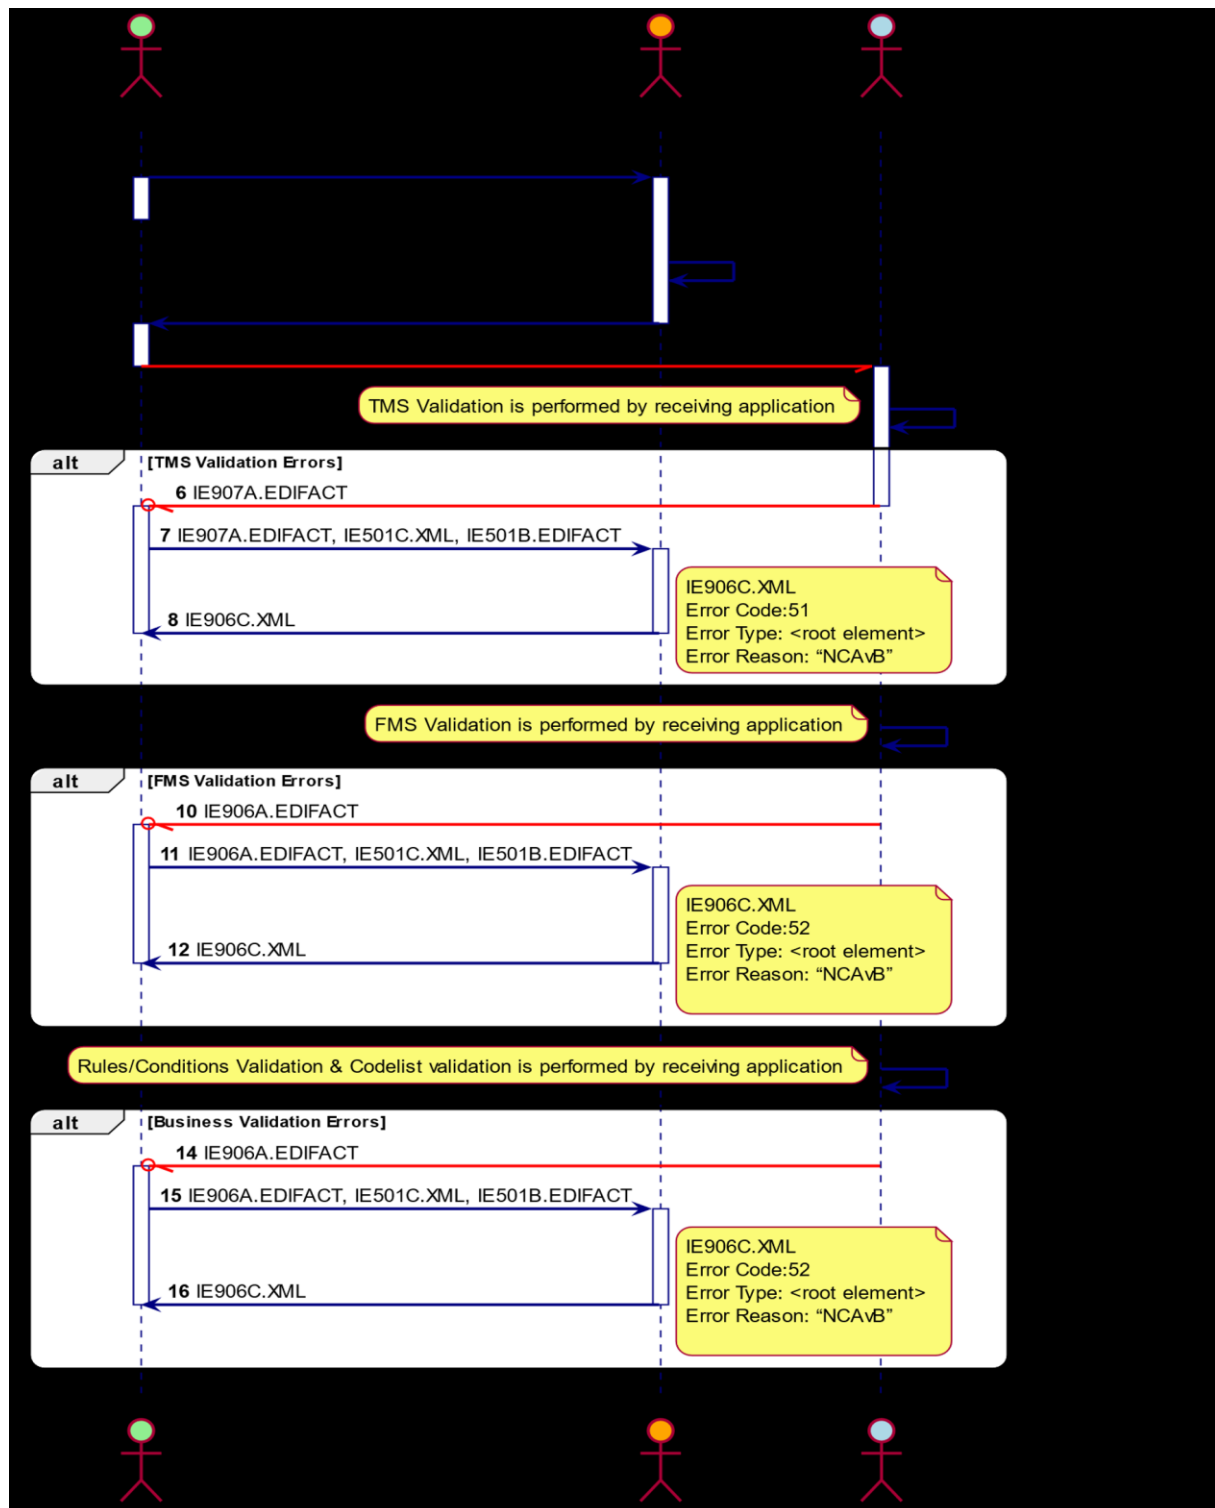 TMS Validation is performed by receiving application
alt [TMS Validation Errors]
6 IE907A.EDIFACT
7 IE907A.EDIFACT, IE501C.XML, IE501B.EDIFACT
IE906C.XML
Error Code:51
Error Type: <root element>
Error Reason: “NCAvB”
8 IE906C.XML
FMS Validation is performed by receiving application
alt [FMS Validation Errors]
10 IE906A.EDIFACT
11 IE906A.EDIFACT, IE501C.XML, IE501B.EDIFACT
IE906C.XML
Error Code:52
Error Type: <root element>
Error Reason: “NCAvB”
12 IE906C.XML
Rules/Conditions Validation & Codelist validation is performed by receiving application
alt [Business Validation Errors]
14 IE906A.EDIFACT
15 IE906A.EDIFACT, IE501C.XML, IE501B.EDIFACT
IE906C.XML
Error Code:52
Error Type: <root element>
Error Reason: “NCAvB”
16 IE906C.XML